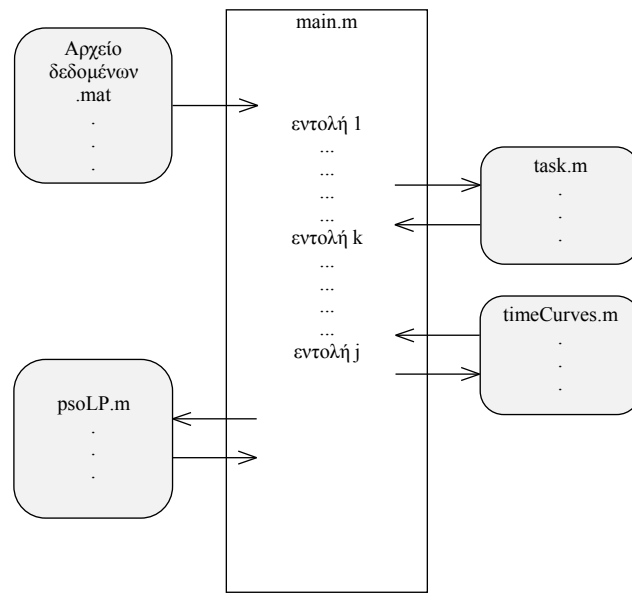 main.m
Αρχείο
δεδομένων
.mat
.
.
.
εντολή 1
...
...
...
...
εντολή k
...
...
...
...
εντολή j
task.m
.
.
.
timeCurves.m
.
.
.
psoLP.m
.
.
.